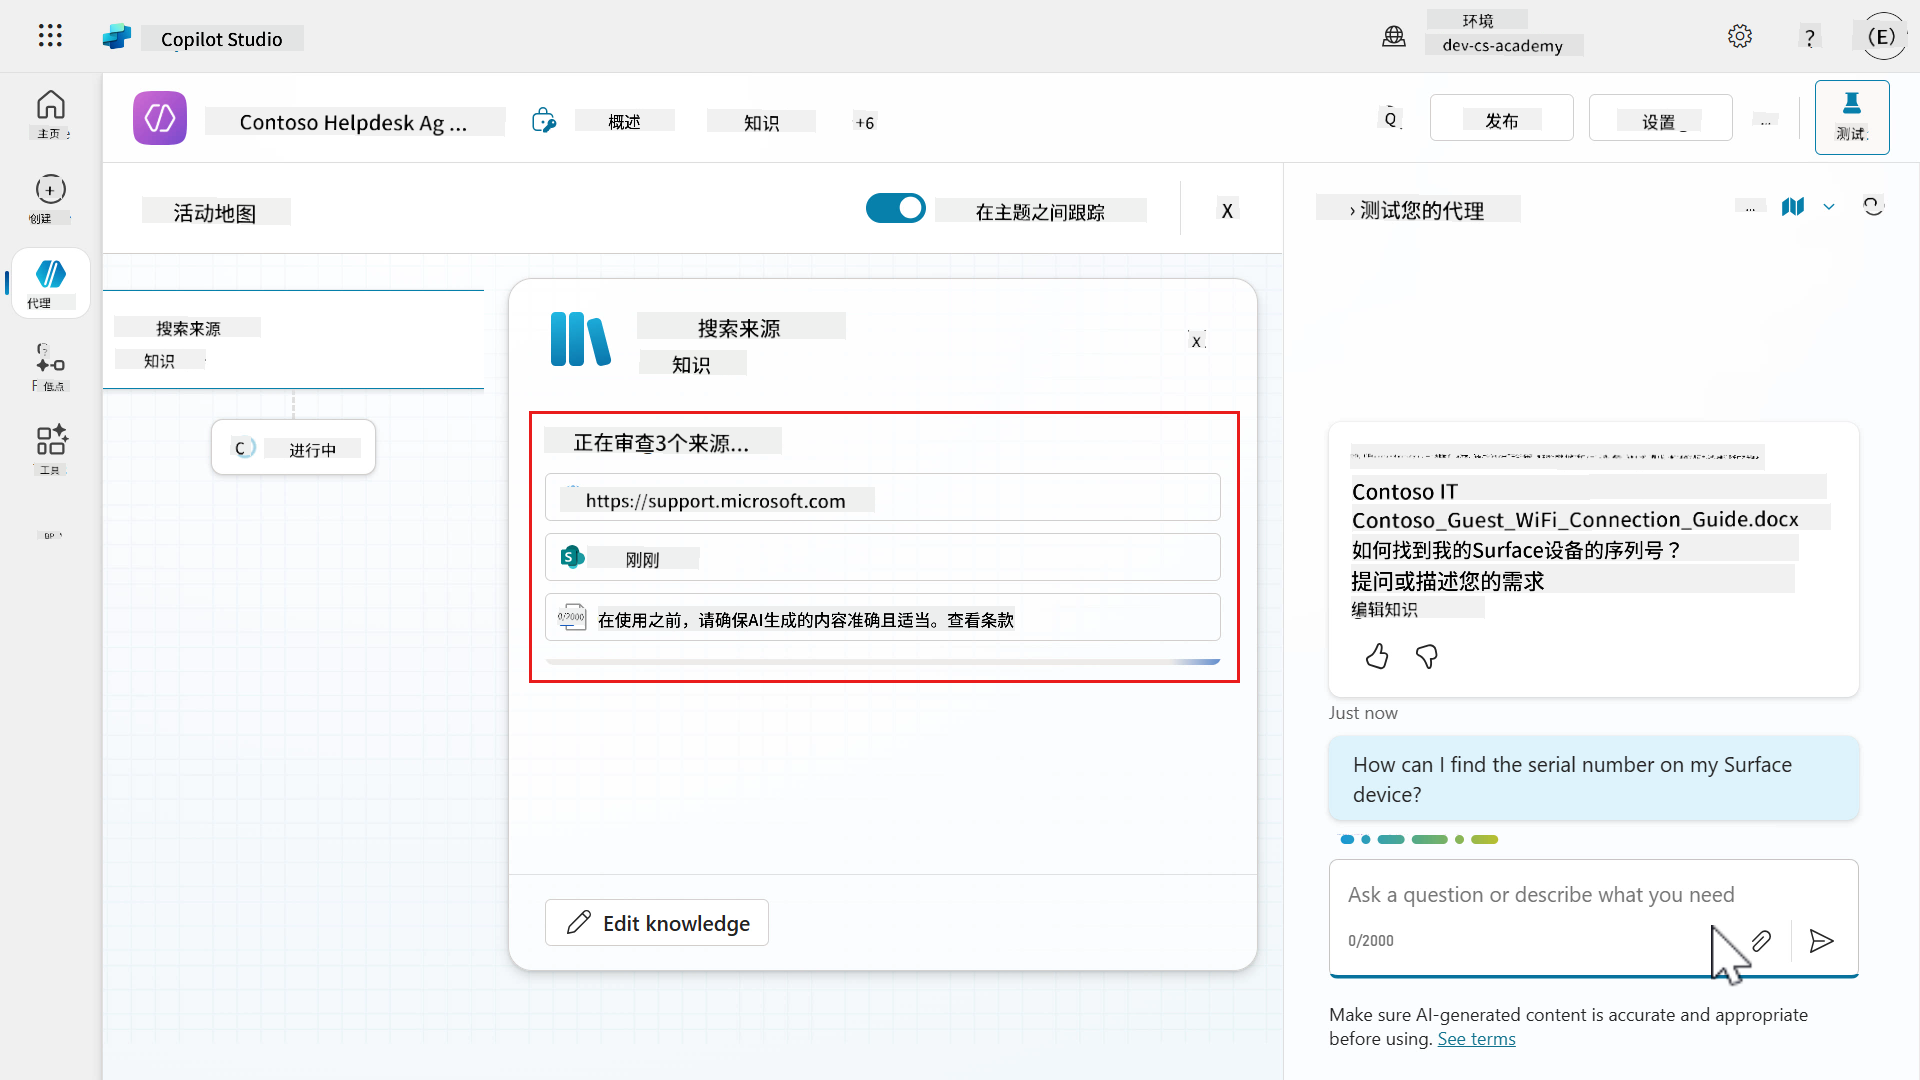 Copilot Studio
环境
dev-cs-academy
?
(E)
主页
创建
代理
低点
工具
Contoso Helpdesk Ag ...
概述
知识
+6
发布
设置
...
测试
活动地图
在主题之间跟踪
X
搜索来源
知识
进行中
搜索来源
知识
X
正在审查3个来源...
https://support.microsoft.com
刚刚
0/2000
在使用之前，请确保AI生成的内容准确且适当。查看条款
Edit knowledge
› 测试您的代理
...
Contoso IT
Contoso_Guest_WiFi_Connection_Guide.docx
如何找到我的Surface设备的序列号？
提问或描述您的需求
编辑知识
Just now
How can I find the serial number on my Surface
device?
Ask a question or describe what you need
0/2000
Make sure AI-generated content is accurate and appropriate
before using. See terms